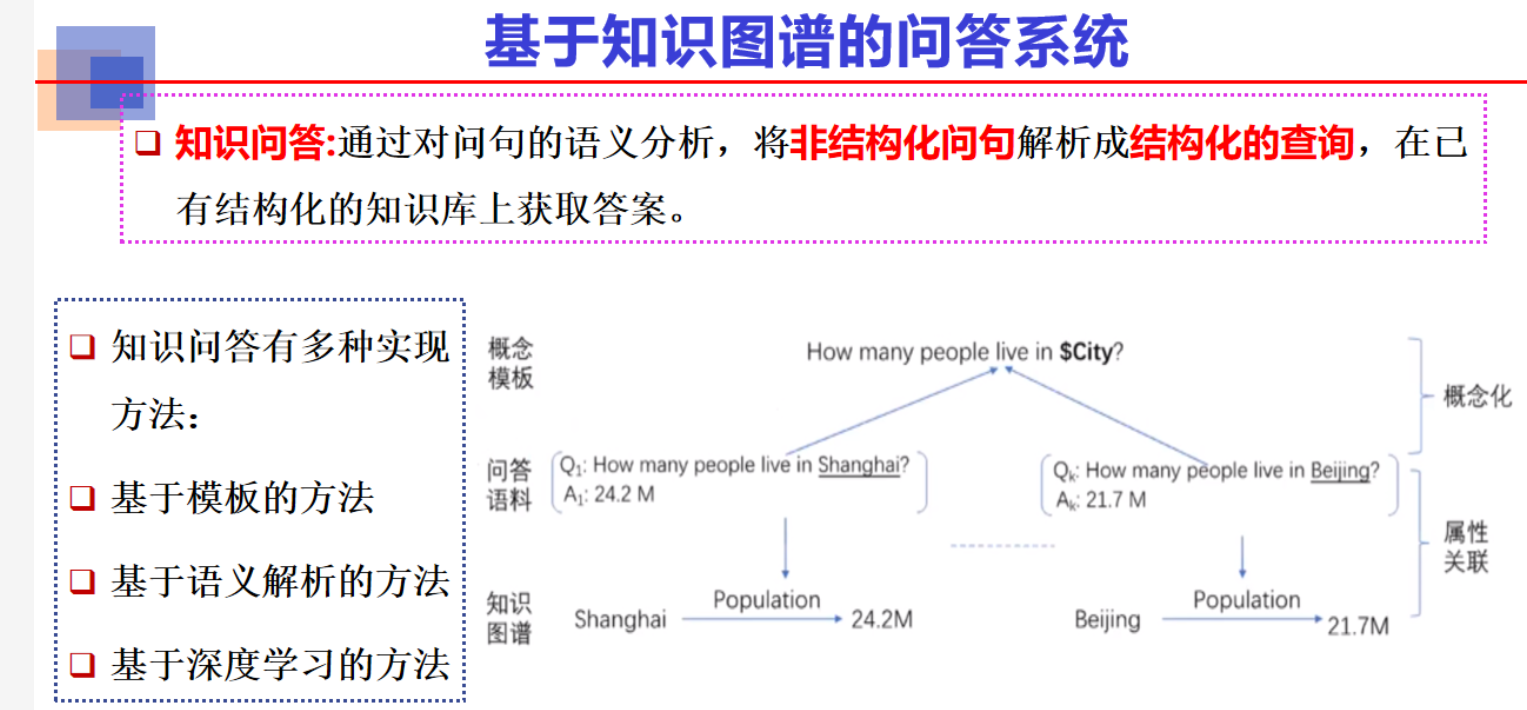 基于知识图谱的问答系统
知识问答:通过对问句的语义分析，将非结构化问句解析成结构化的查询，在已
有结构化的知识库上获取答案。
知识问答有多种实现
方法：
基于模板的方法
基于语义解析的方法
基于深度学习的方法
概念
模板
How many people live in $City?
概念化
问答
语料
Q1: How many people live in Shanghai?
A1: 24.2 M
Qk: How many people live in Beijing?
Ak: 21.7 M
属性
关联
知识
图谱
Shanghai
Population
24.2M
Beijing
Population
21.7M